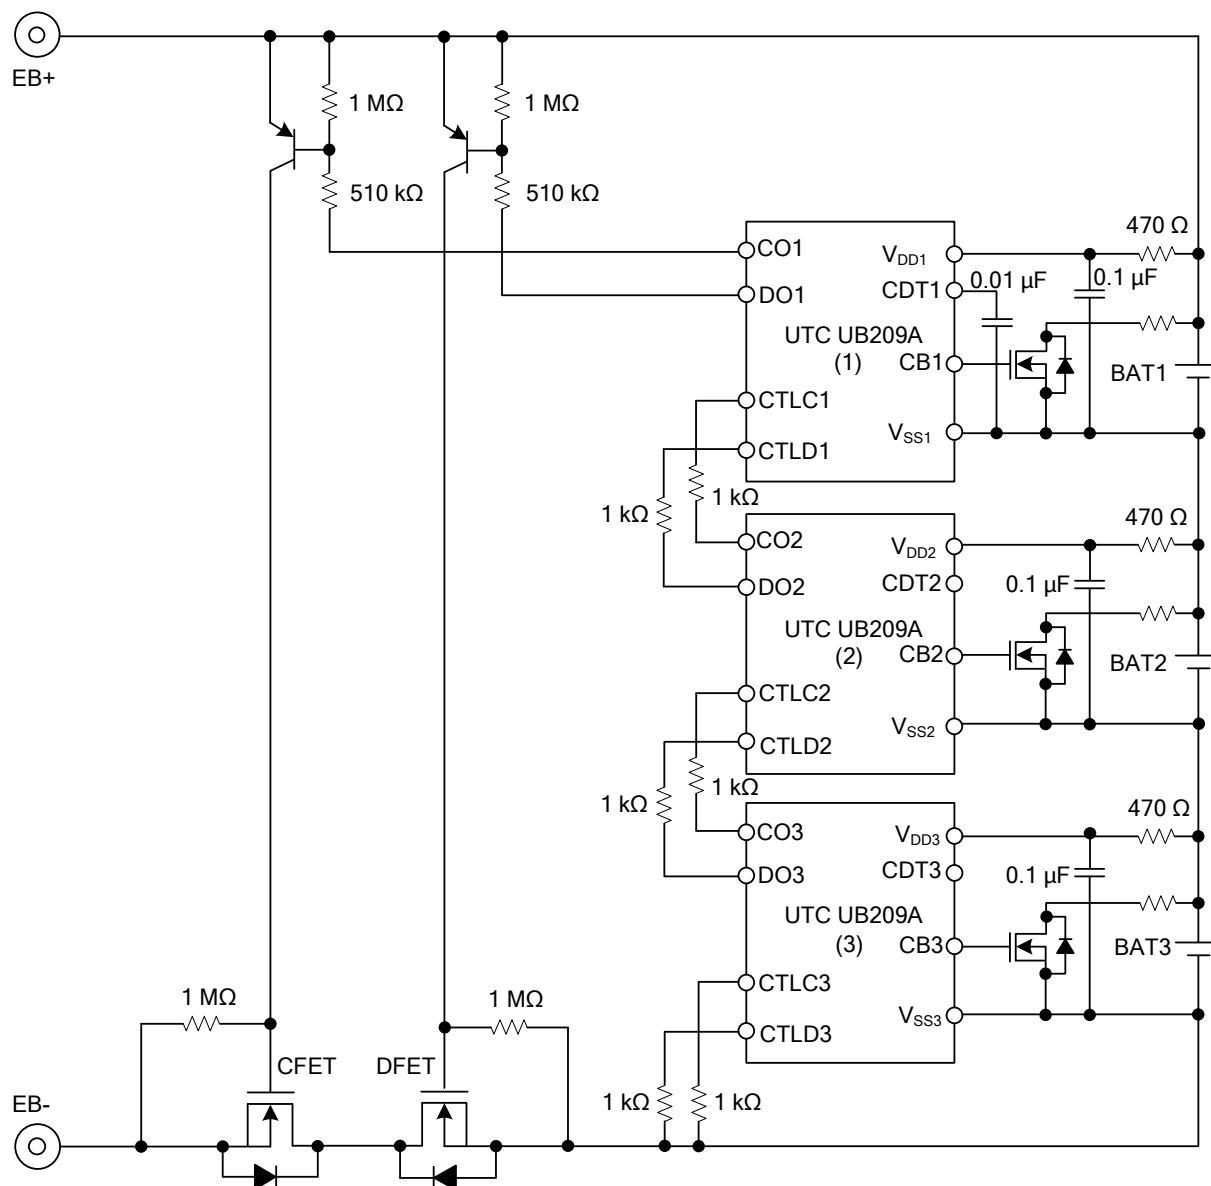 EB+
1 MΩ
1 MΩ
510 kΩ
510 kΩ
470 Ω
CO1
VDD1
DO1
CDT1
0.01 µF
0.1 µF
UTC UB209A
(1)
CB1
BAT1
CTLC1
VSS1
CTLD1
1 kΩ
1 kΩ
470 Ω
CO2
VDD2
DO2
CDT2
0.1 µF
UTC UB209A
(2)
CB2
BAT2
CTLC2
VSS2
CTLD2
1 kΩ
1 kΩ
470 Ω
CO3
VDD3
DO3
CDT3
0.1 µF
UTC UB209A
(3)
CB3
BAT3
CTLC3
VSS3
CTLD3
1 MΩ
1 MΩ
CFET
DFET
1 kΩ
1 kΩ
EB-